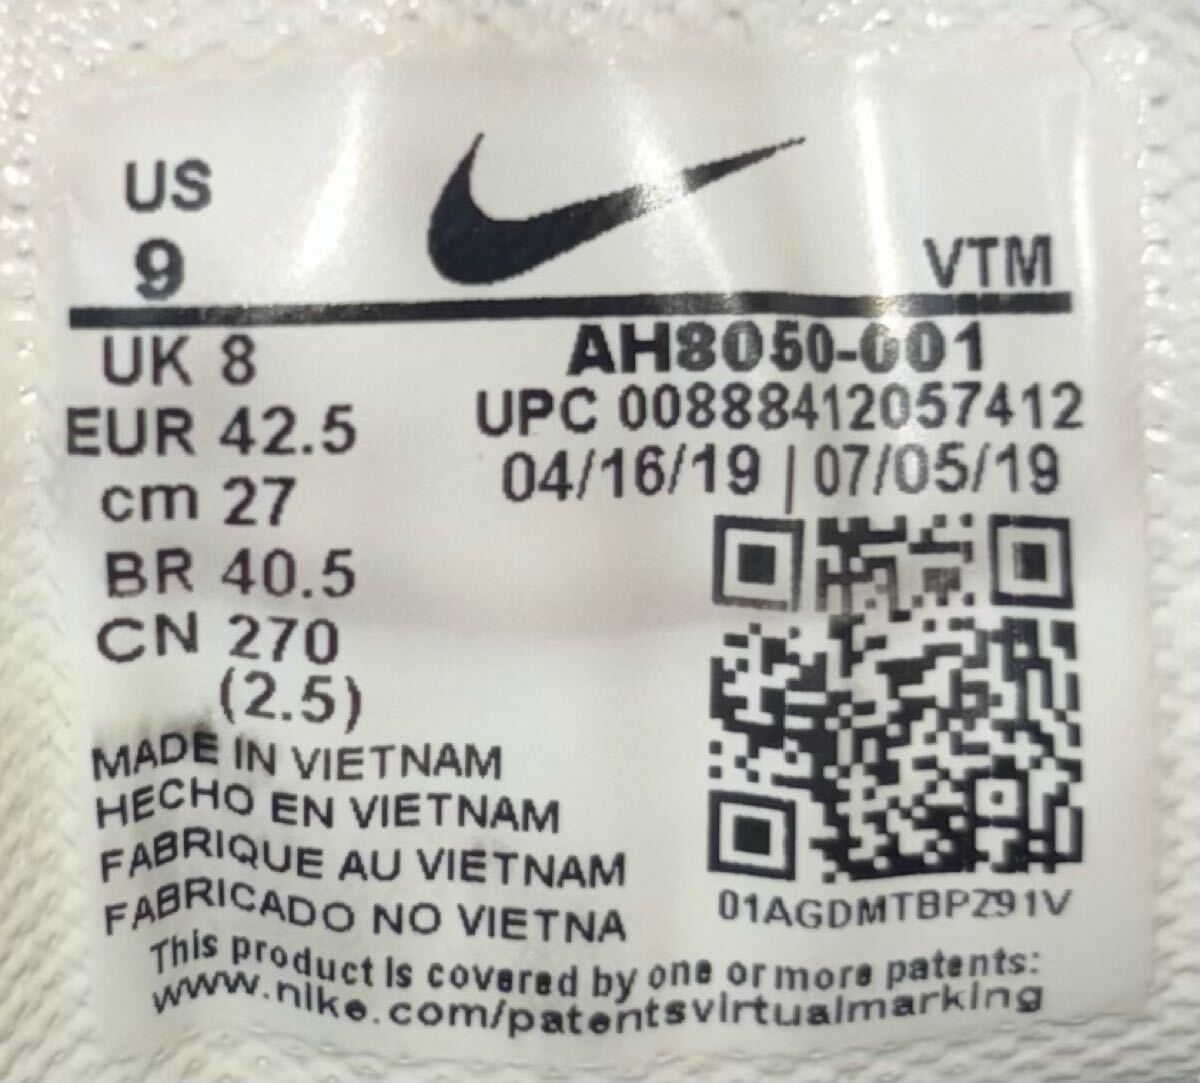 US
9
VTM
UK 8
EUR 42.5
cm 27
BR 40.5
CN 270
(2.5)
AH8050-001
UPC 00888412057412
04/16/19 | 07/05/19
01AGDMTBPZ91V
MADE IN VIETNAM
HECHO EN VIETNAM
FABRIQUE AU VIETNAM
FABRICADO NO VIETNA
This product is covered by one or more patents:
www.nike.com/patentsvirtualmarking